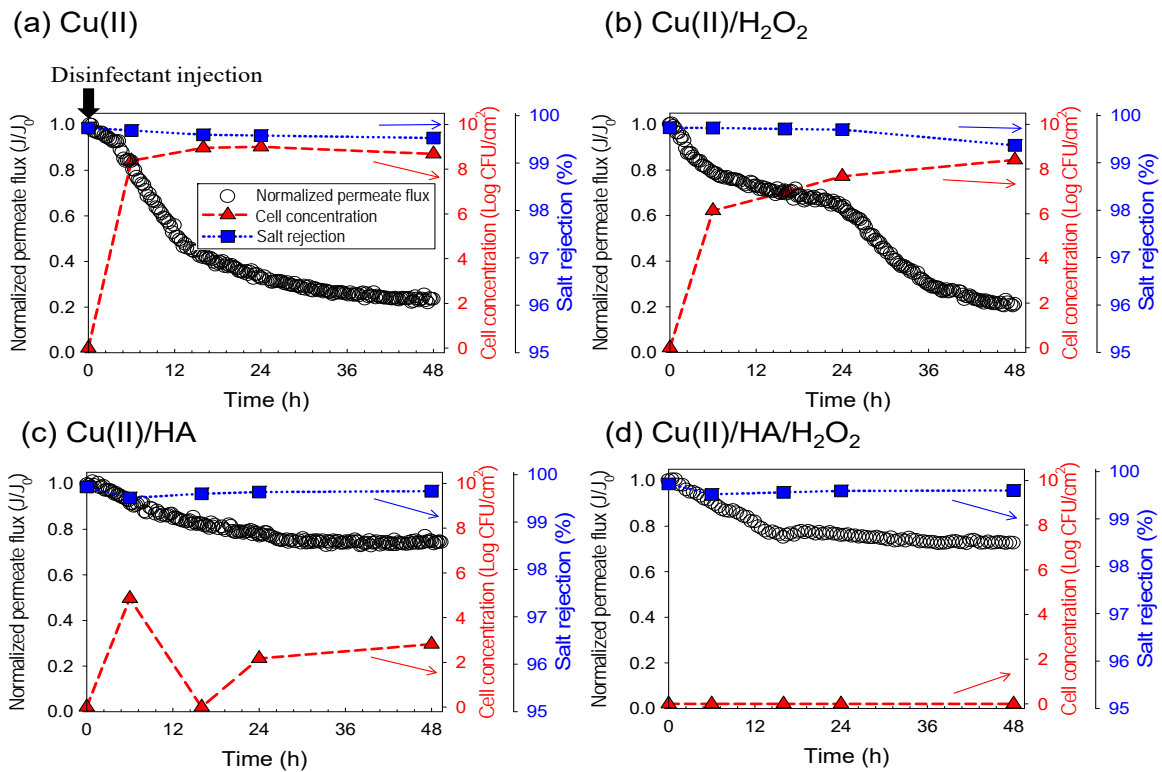 (a) Cu(II)
Disinfectant injection
Normalized permeate flux (J/J₀)
1.0
0.8
0.6
0.4
0.2
0.0
0 12 24 36 48
Time (h)
Normalized permeate flux
Cell concentration
Salt rejection
10
8
6
4
2
0
Cell concentration (Log CFU/cm²)
100
99
98
97
96
95
Salt rejection (%)
(b) Cu(II)/H₂O₂
Normalized permeate flux (J/J₀)
1.0
0.8
0.6
0.4
0.2
0.0
0 12 24 36 48
Time (h)
10
8
6
4
2
0
Cell concentration (Log CFU/cm²)
100
99
98
97
96
95
Salt rejection (%)
(c) Cu(II)/HA
Normalized permeate flux (J/J₀)
1.0
0.8
0.6
0.4
0.2
0.0
0 12 24 36 48
Time (h)
10
8
6
4
2
0
Cell concentration (Log CFU/cm²)
100
99
98
97
96
95
Salt rejection (%)
(d) Cu(II)/HA/H₂O₂
Normalized permeate flux (J/J₀)
1.0
0.8
0.6
0.4
0.2
0.0
0 12 24 36 48
Time (h)
10
8
6
4
2
0
Cell concentration (Log CFU/cm²)
100
99
98
97
96
95
Salt rejection (%)